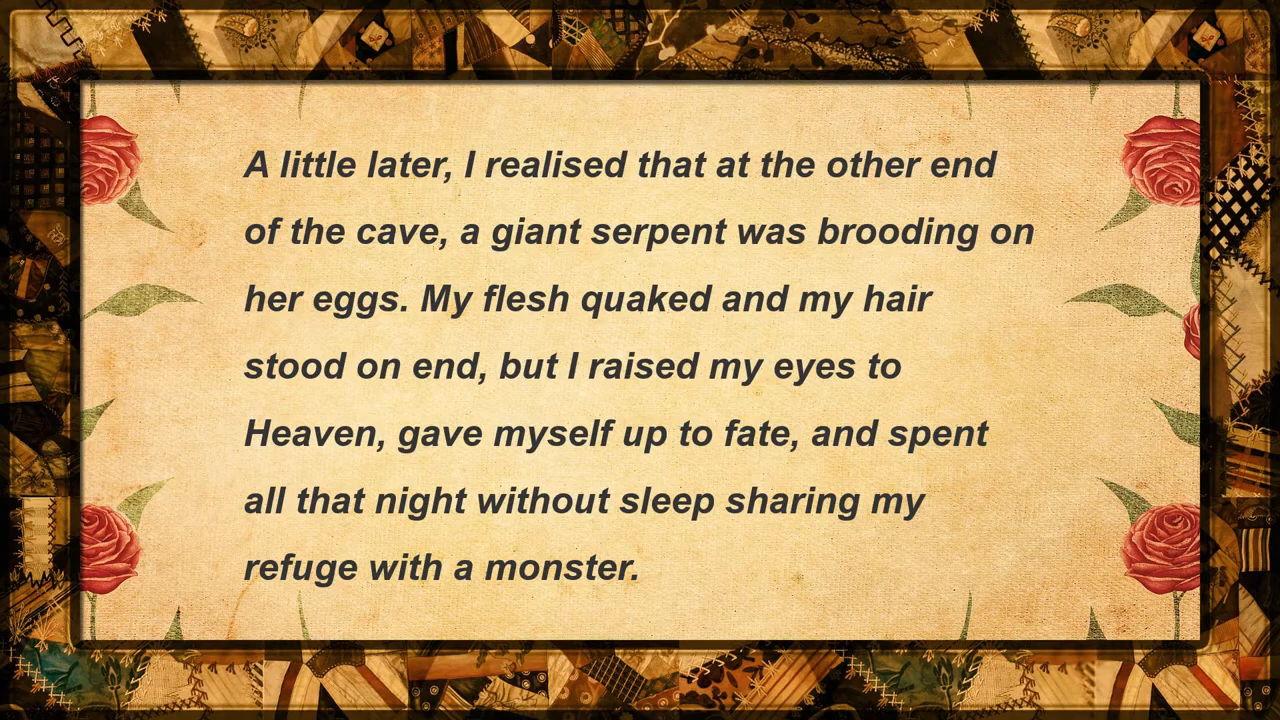 A little later, I realised that at the other end
of the cave, a giant serpent was brooding on
her eggs. My flesh quaked and my hair
stood on end, but I raised my eyes to
Heaven, gave myself up to fate, and spent
all that night without sleep sharing my
refuge with a monster.